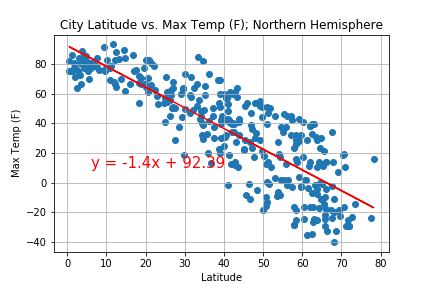 City Latitude vs. Max Temp (F); Northern Hemisphere
Max Temp (F)
80
60
40
20
0
−20
−40
y = -1.4x + 92.39
0 10 20 30 40 50 60 70 80
Latitude